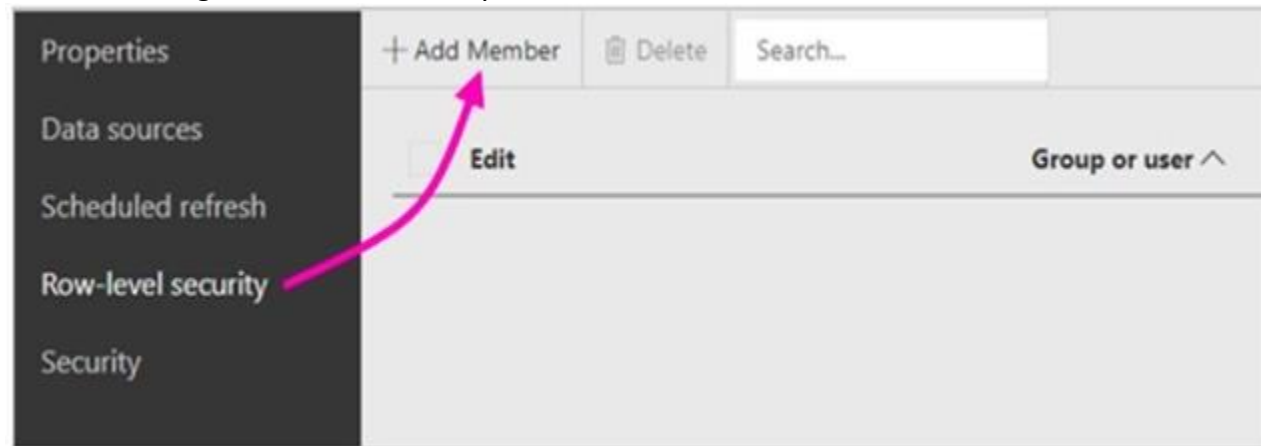 Properties
Data sources
Scheduled refresh
Row-level security
Security
+ Add Member Delete Search...
Edit Group or user